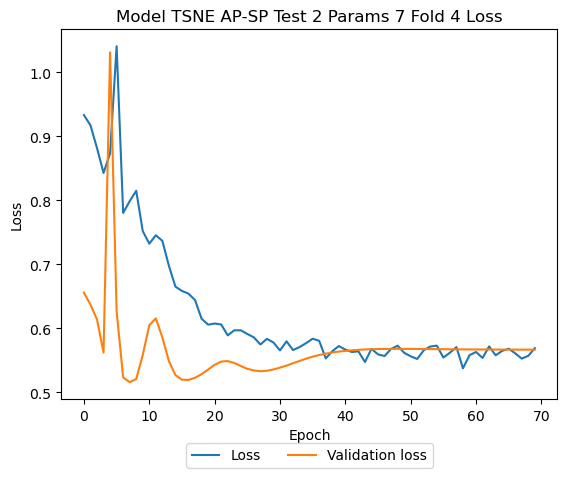 Model TSNE AP-SP Test 2 Params 7 Fold 4 Loss
1.0
0.9
0.8
0.7
0.6
0.5
Loss
0 10 20 30 40 50 60 70
Epoch
Loss Validation loss